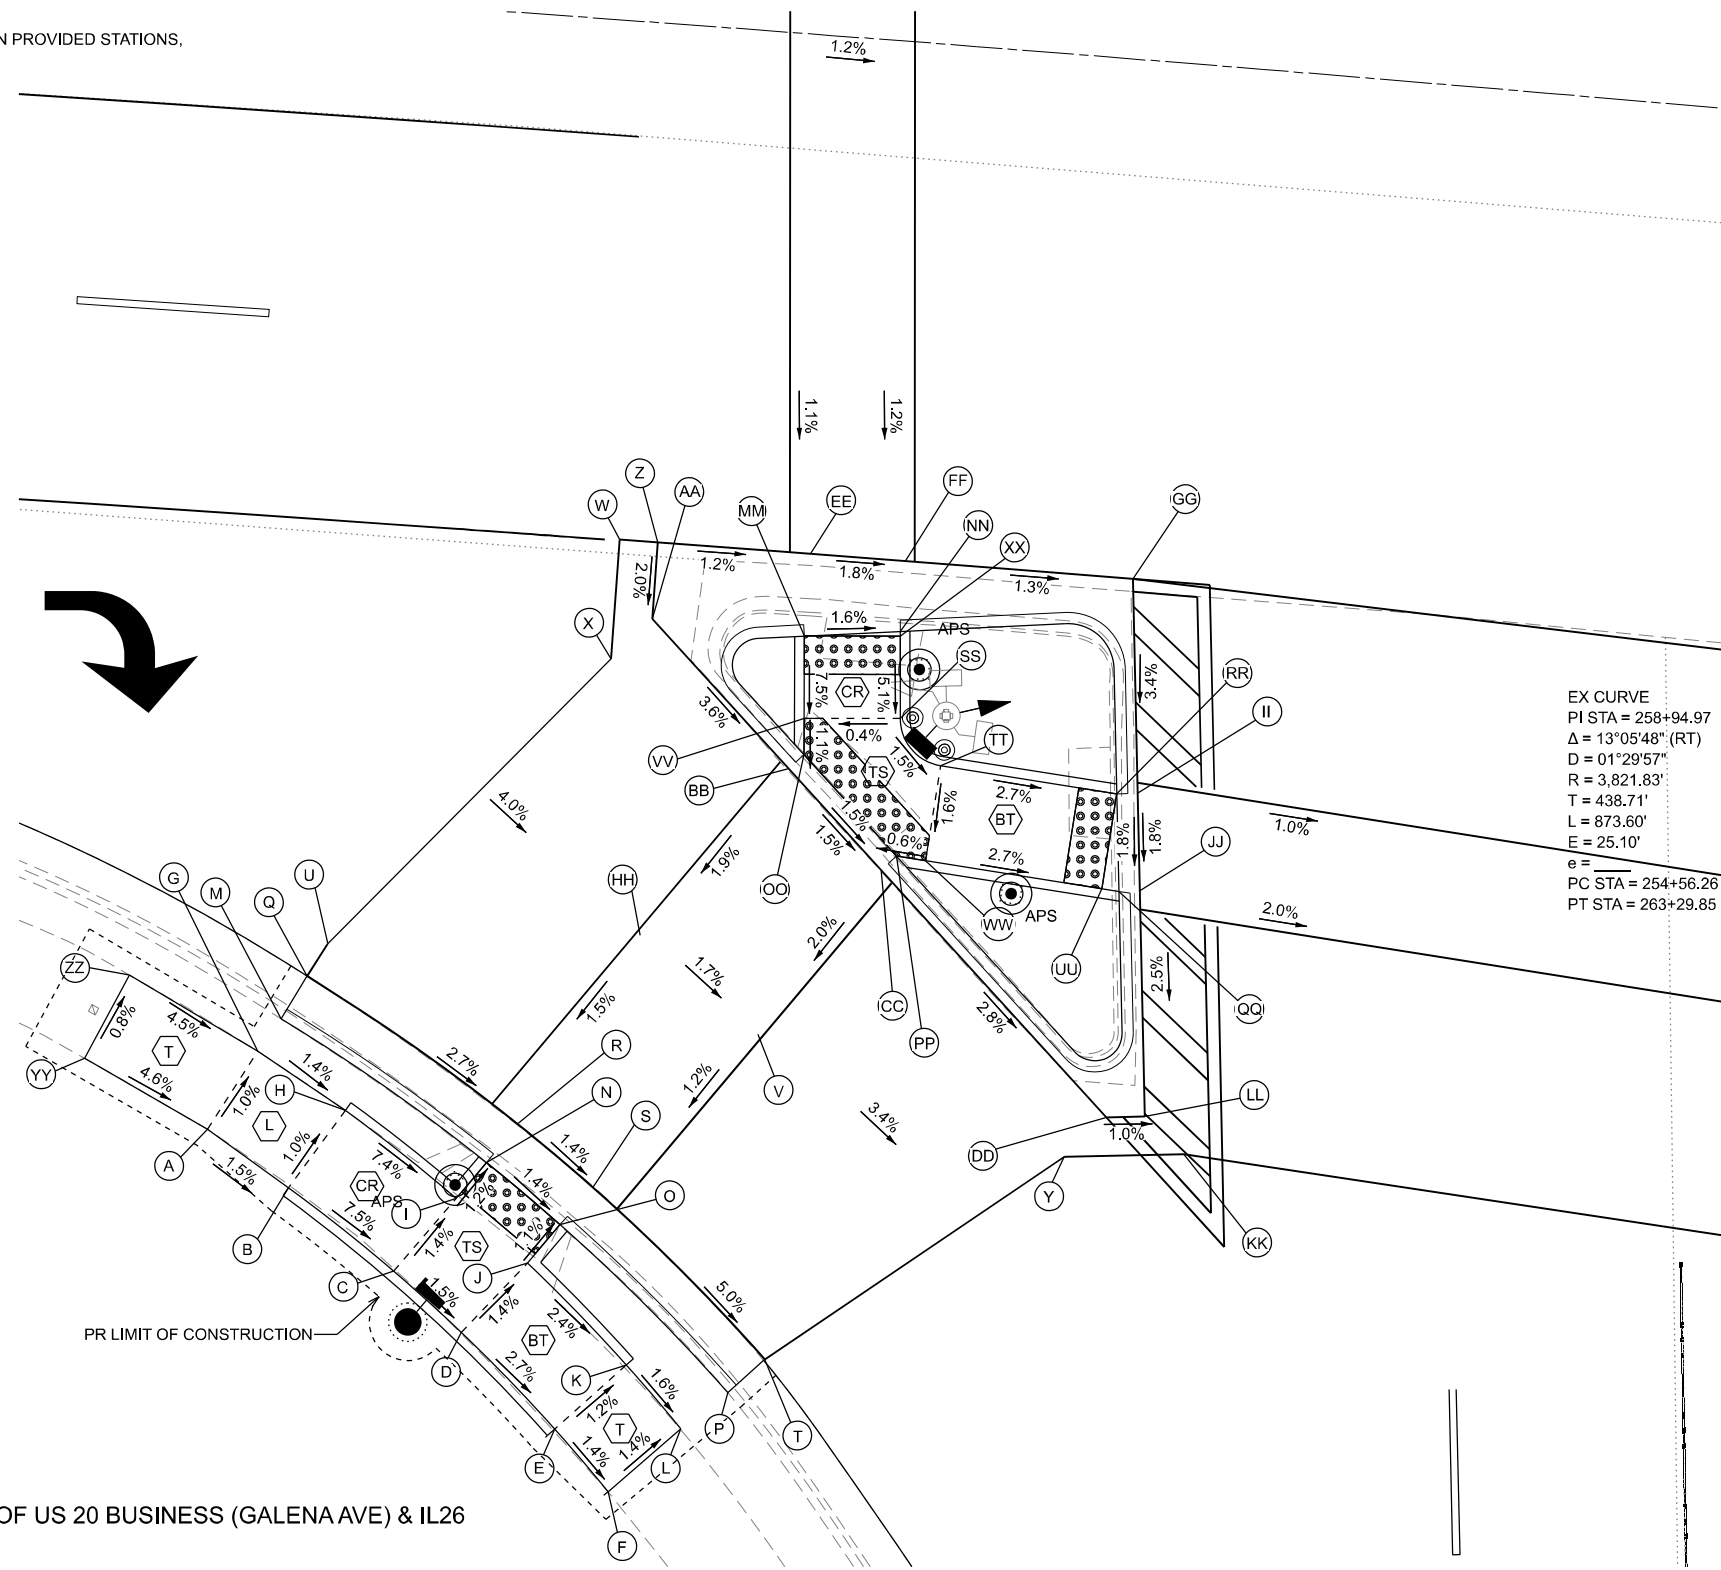 N PROVIDED STATIONS,
1.2%
1.1%
1.2%
Z
AA
W
MM
EE
FF
NN
XX
GG
2.0%
1.2%
1.8%
1.3%
X
1.6%
APS
SS
RR
II
3.4%
CR
7.5%
5.1%
3.6%
0.4%
VV
1.1%
TT
1.5%
TS
BB
2.7%
1.6%
BT
4.0%
1.5%
1.5%
0.6%
2.7%
1.8%
1.8%
1.0%
JJ
EX CURVE
PI STA = 258+94.97
Δ = 13°05'48" (RT)
D = 01°29'57"
R = 3,821.83'
T = 438.71'
L = 873.60'
E = 25.10'
e =
PC STA = 254+56.26
PT STA = 263+29.85
1.9%
HH
OO
APS
WW
2.0%
2.0%
U
G
M
Q
UU
1.7%
2.5%
CC
QQ
ZZ
1.5%
2.8%
PP
4.5%
0.8%
T
2.7%
R
YY
4.6%
1.4%
H
N
1.2%
V
1.0%
L
S
3.4%
LL
1.0%
1.0%
A
1.5%
7.4%
1.4%
DD
CR
APS
1.4%
1.2%
I
O
Y
7.5%
1.4%
TS
1.1%
B
C
J
KK
1.5%
1.4%
5.0%
PR LIMIT OF CONSTRUCTION
BT
2.4%
D
2.7%
K
1.6%
1.2%
T
P
T
1.4%
1.4%
E
L
OF US 20 BUSINESS (GALENA AVE) & IL26
F